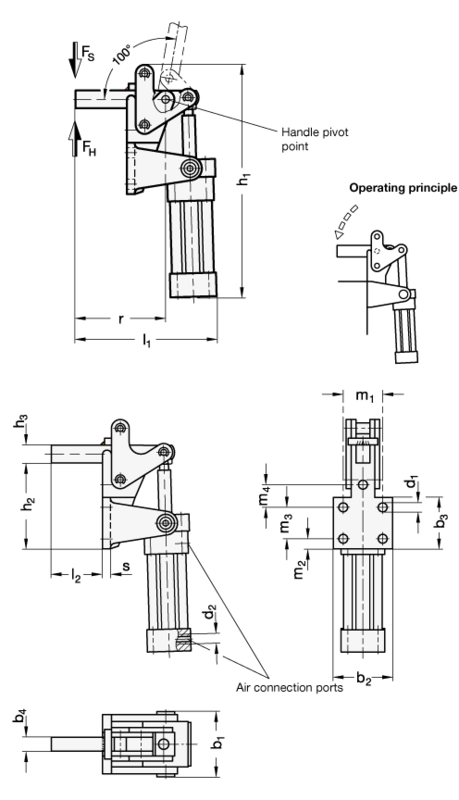 F_S
100°
F_H
Handle pivot
point
h_1
Operating principle
r
l_1
h_3
m_1
h_2
m_4
d_1
m_3
b_3
m_2
l_2
s
d_2
b_2
Air connection ports
b_4
b_1